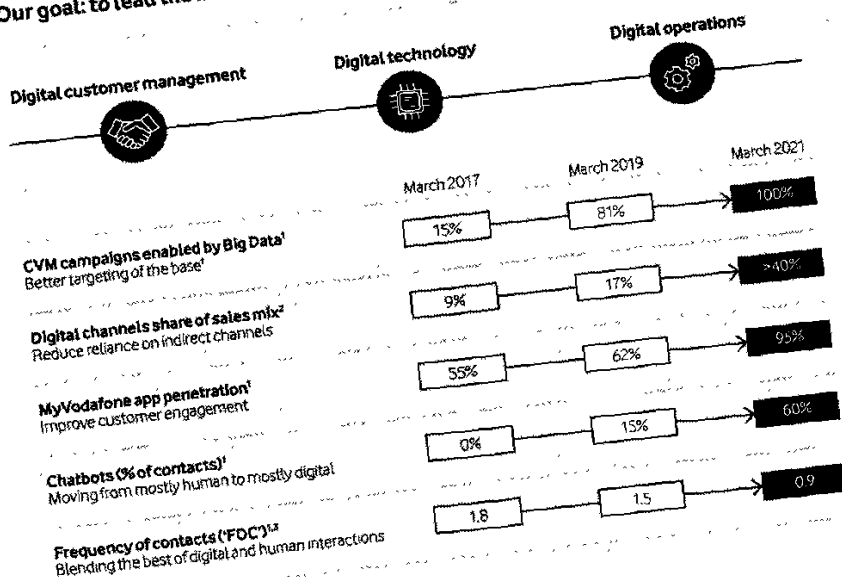 Our goal: to lead the
Digital customer management
Digital technology
Digital operations
March 2017
March 2019
March 2021
CVM campaigns enabled by Big Data¹
Better targeting of the base¹
15%
81%
100%
Digital channels share of sales mix²
Reduce reliance on indirect channels
9%
17%
≥40%
MyVodafone app penetration¹
Improve customer engagement
55%
62%
95%
Chatbots (% of contacts)¹
Moving from mostly human to mostly digital
0%
15%
60%
Frequency of contacts ('FOC')¹,³
Blending the best of digital and human interactions
1.8
1.5
0.9